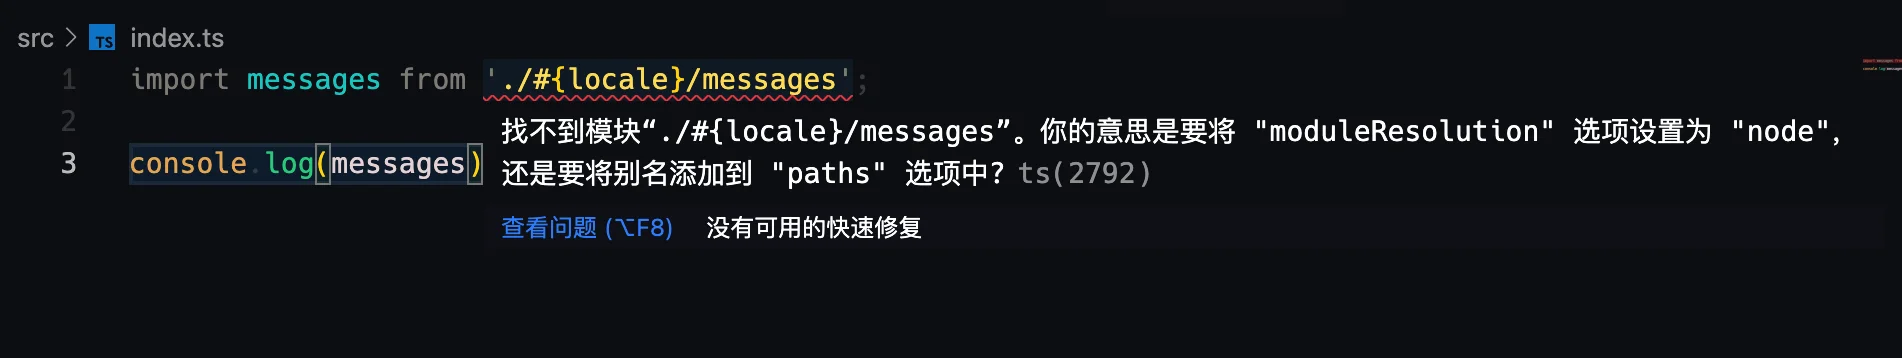 src > TS index.ts
1 import messages from './#{locale}/messages';
2
3 console.log(messages)
找不到模块“./#{locale}/messages”。你的意思是要将 "moduleResolution" 选项设置为 "node",
还是要将别名添加到 "paths" 选项中? ts(2792)
查看问题 (⌥F8) 没有可用的快速修复